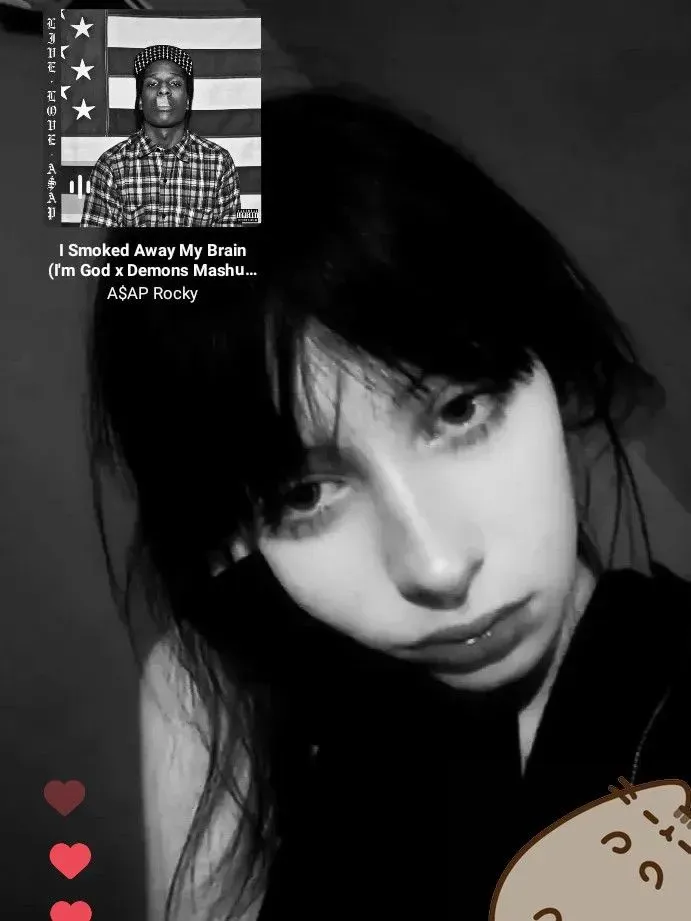 LIVE . LOVE . A$AP
I Smoked Away My Brain
(I'm God x Demons Mashu...
A$AP Rocky